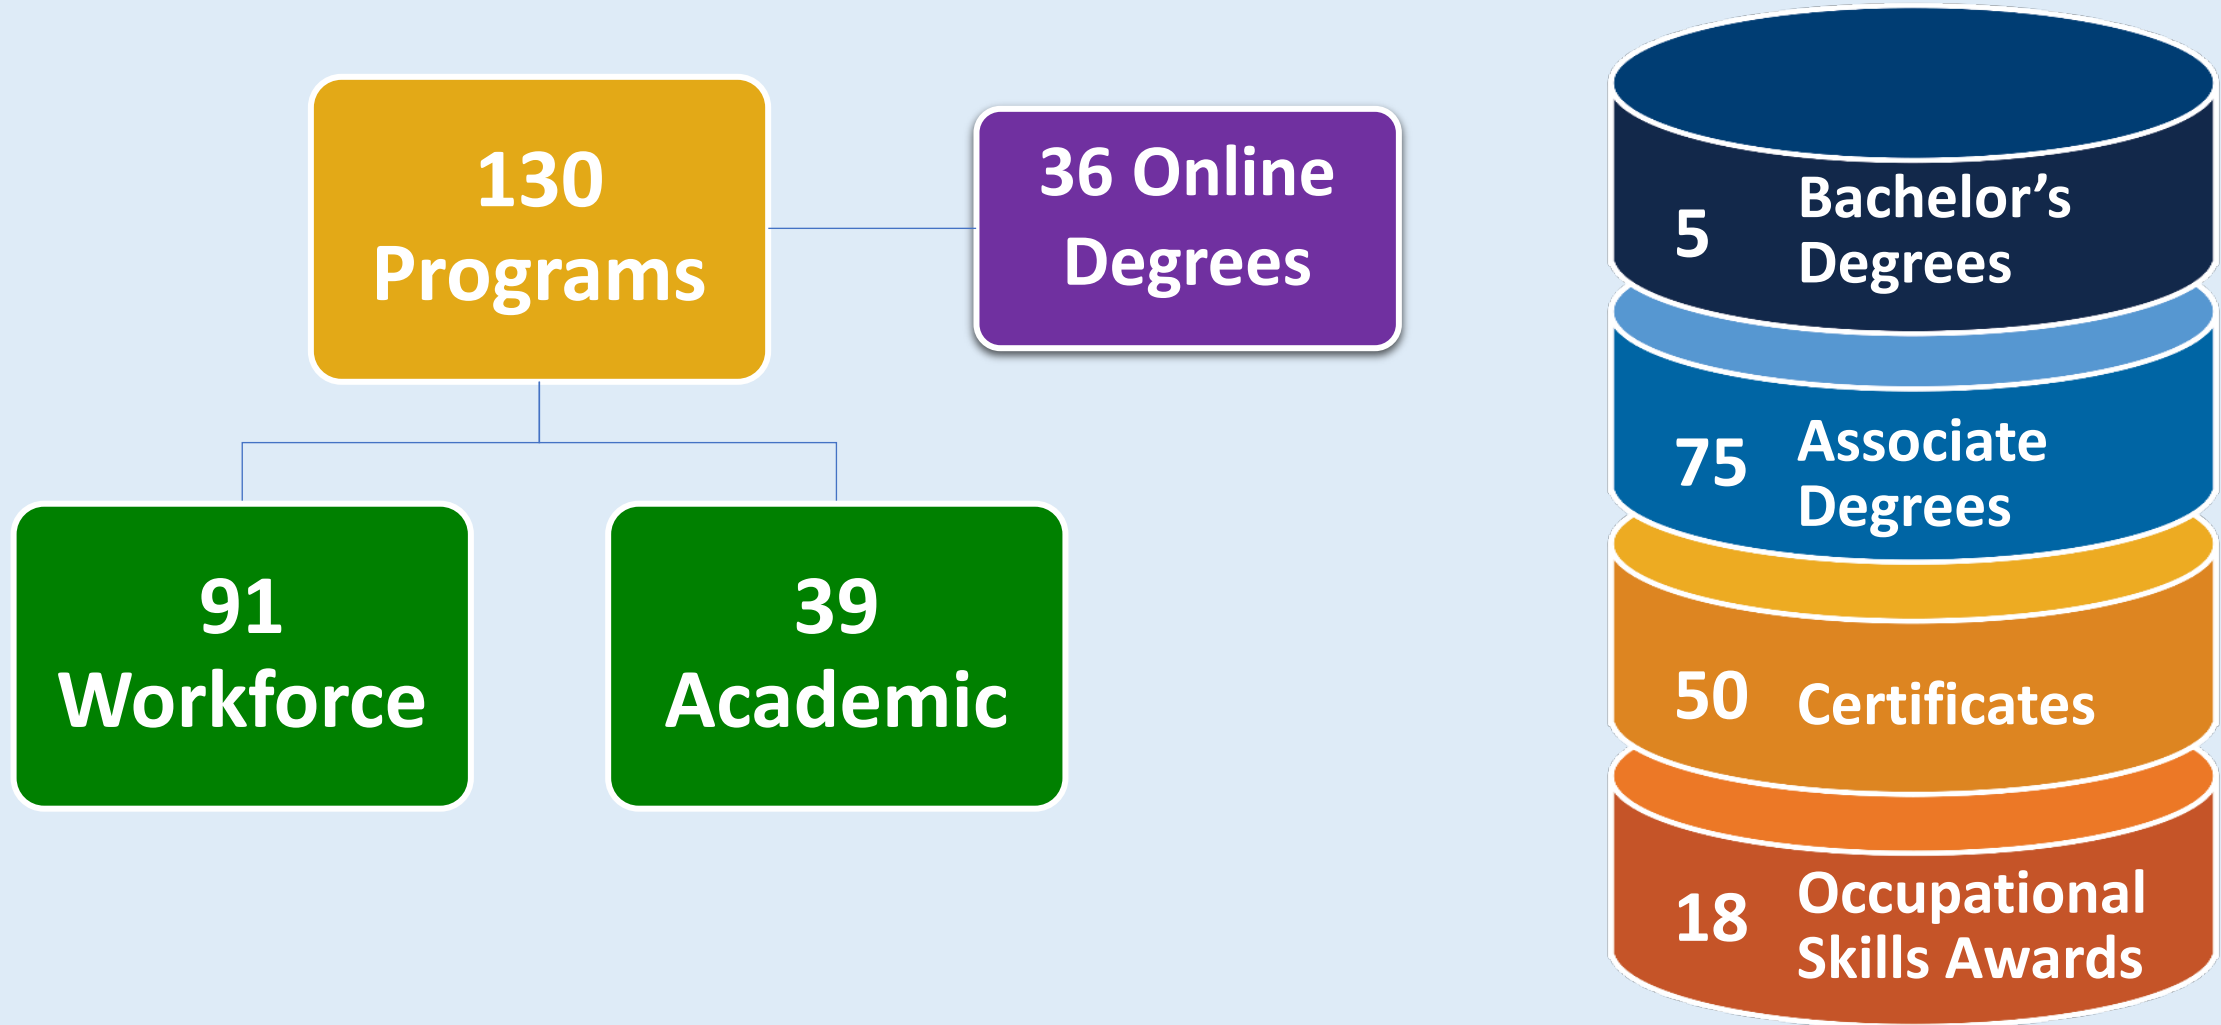 130
Programs
36 Online
Degrees
91
Workforce
39
Academic
5
Bachelor’s
Degrees
75
Associate
Degrees
50
Certificates
18
Occupational
Skills Awards